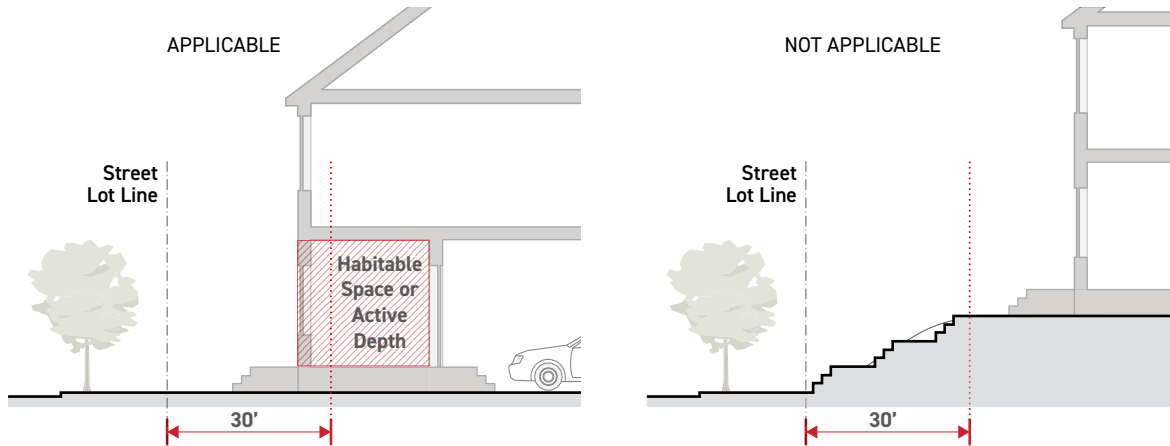 APPLICABLE
Street
Lot Line
Habitable
Space or
Active
Depth
30’
NOT APPLICABLE
Street
Lot Line
30’